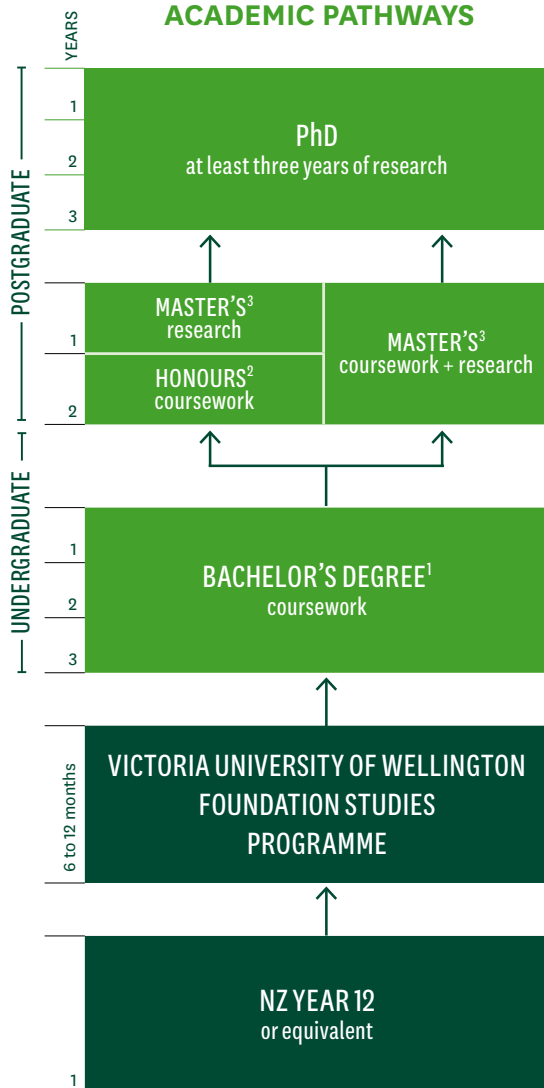 ACADEMIC PATHWAYS
YEARS
POSTGRADUATE
1
2
3
PhD
at least three years of research
1
2
MASTER'S³
research
HONOURS²
coursework
MASTER'S³
coursework + research
UNDERGRADUATE
1
2
3
BACHELOR'S DEGREE¹
coursework
6 to 12 months
VICTORIA UNIVERSITY OF WELLINGTON
FOUNDATION STUDIES
PROGRAMME
1
NZ YEAR 12
or equivalent